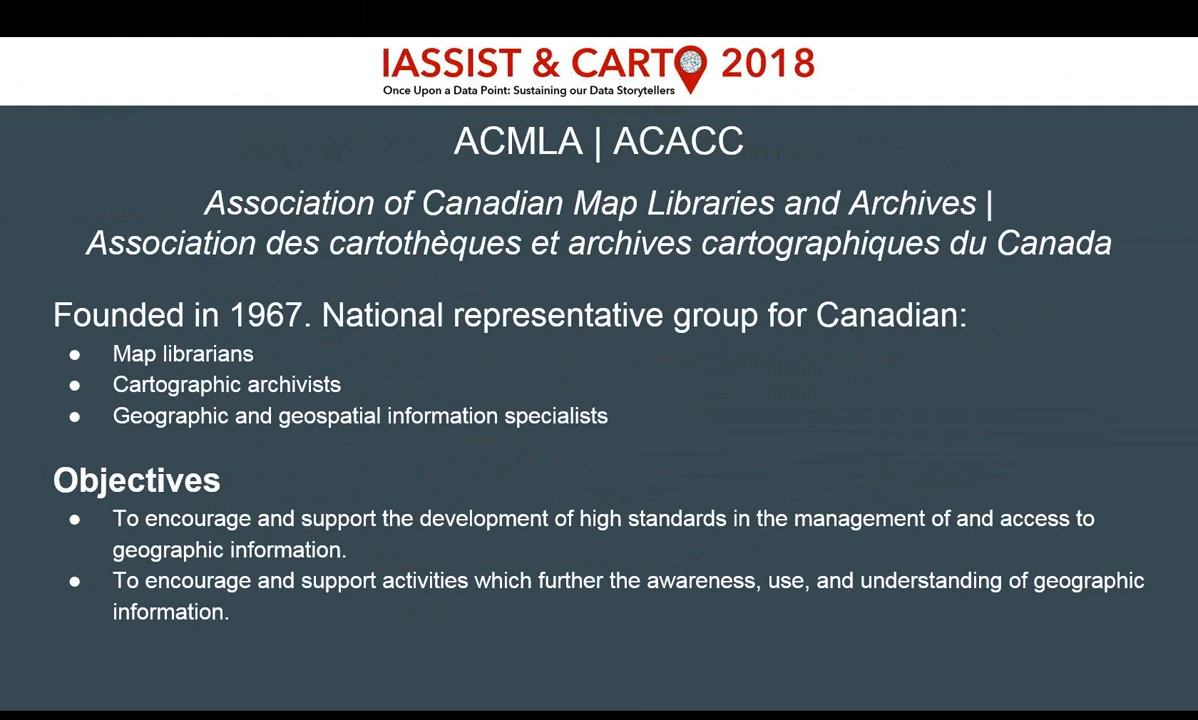 IASSIST & CARTO 2018
Once Upon a Data Point: Sustaining our Data Storytellers
ACMLA | ACACC
Association of Canadian Map Libraries and Archives |
Association des cartothèques et archives cartographiques du Canada
Founded in 1967. National representative group for Canadian:
● Map librarians
● Cartographic archivists
● Geographic and geospatial information specialists
Objectives
● To encourage and support the development of high standards in the management of and access to
geographic information.
● To encourage and support activities which further the awareness, use, and understanding of geographic
information.